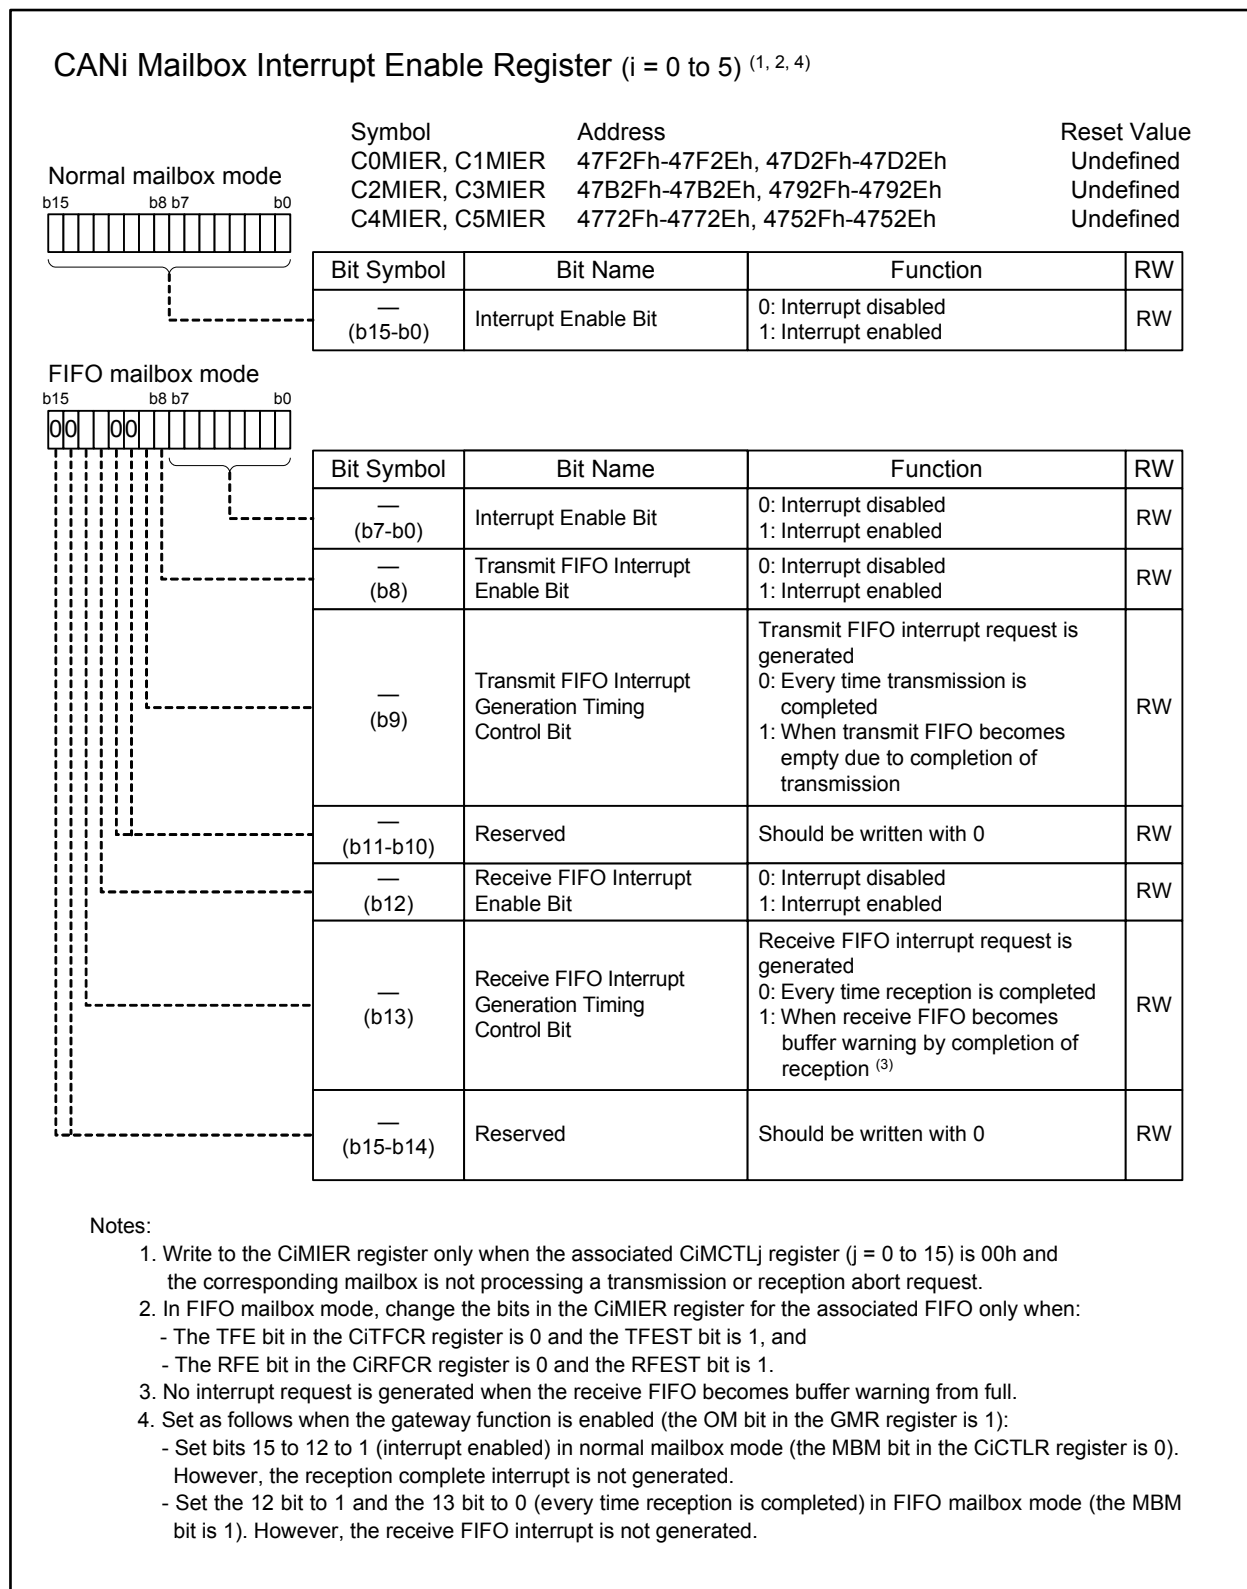 CANi Mailbox Interrupt Enable Register (i = 0 to 5) (1, 2, 4)
Symbol Address Reset Value
C0MIER, C1MIER 47F2Fh-47F2Eh, 47D2Fh-47D2Eh Undefined
C2MIER, C3MIER 47B2Fh-47B2Eh, 4792Fh-4792Eh Undefined
C4MIER, C5MIER 4772Fh-4772Eh, 4752Fh-4752Eh Undefined
Normal mailbox mode
b15 b8 b7 b0
Bit Symbol Bit Name Function RW
—
(b15-b0) Interrupt Enable Bit 0: Interrupt disabled
1: Interrupt enabled RW
FIFO mailbox mode
b15 b8 b7 b0
0 0 0 0
Bit Symbol Bit Name Function RW
—
(b7-b0) Interrupt Enable Bit 0: Interrupt disabled
1: Interrupt enabled RW
—
(b8) Transmit FIFO Interrupt
Enable Bit 0: Interrupt disabled
1: Interrupt enabled RW
—
(b9) Transmit FIFO Interrupt
Generation Timing
Control Bit Transmit FIFO interrupt request is
generated
0: Every time transmission is
completed
1: When transmit FIFO becomes
empty due to completion of
transmission RW
—
(b11-b10) Reserved Should be written with 0 RW
—
(b12) Receive FIFO Interrupt
Enable Bit 0: Interrupt disabled
1: Interrupt enabled RW
—
(b13) Receive FIFO Interrupt
Generation Timing
Control Bit Receive FIFO interrupt request is
generated
0: Every time reception is completed
1: When receive FIFO becomes
buffer warning by completion of
reception (3) RW
—
(b15-b14) Reserved Should be written with 0 RW
Notes:
1. Write to the CiMIER register only when the associated CiMCTLj register (j = 0 to 15) is 00h and
the corresponding mailbox is not processing a transmission or reception abort request.
2. In FIFO mailbox mode, change the bits in the CiMIER register for the associated FIFO only when:
- The TFE bit in the CiTFCR register is 0 and the TFEST bit is 1, and
- The RFE bit in the CiRFCR register is 0 and the RFEST bit is 1.
3. No interrupt request is generated when the receive FIFO becomes buffer warning from full.
4. Set as follows when the gateway function is enabled (the OM bit in the GMR register is 1):
- Set bits 15 to 12 to 1 (interrupt enabled) in normal mailbox mode (the MBM bit in the CiCTLR register is 0).
However, the reception complete interrupt is not generated.
- Set the 12 bit to 1 and the 13 bit to 0 (every time reception is completed) in FIFO mailbox mode (the MBM
bit is 1). However, the receive FIFO interrupt is not generated.